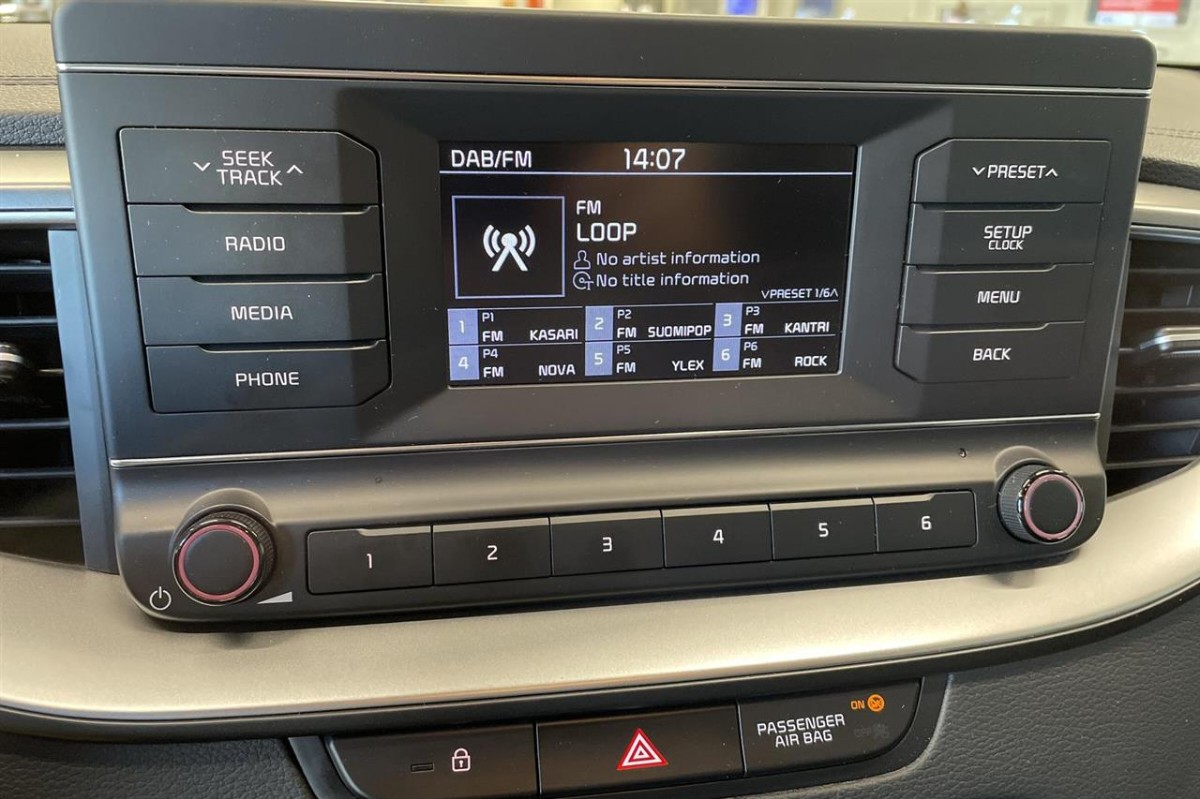 SEEK
TRACK
RADIO
MEDIA
PHONE
DAB/FM 14:07
FM
LOOP
No artist information
No title information
PRESET 1/6
1 P1 FM KASARI
2 P2 FM SUOMIPOP
3 P3 FM KANTRI
4 P4 FM NOVA
5 P5 FM YLEX
6 P6 FM ROCK
PRESET
SETUP
CLOCK
MENU
BACK
1 2 3 4 5 6
PASSENGER
AIR BAG
ON